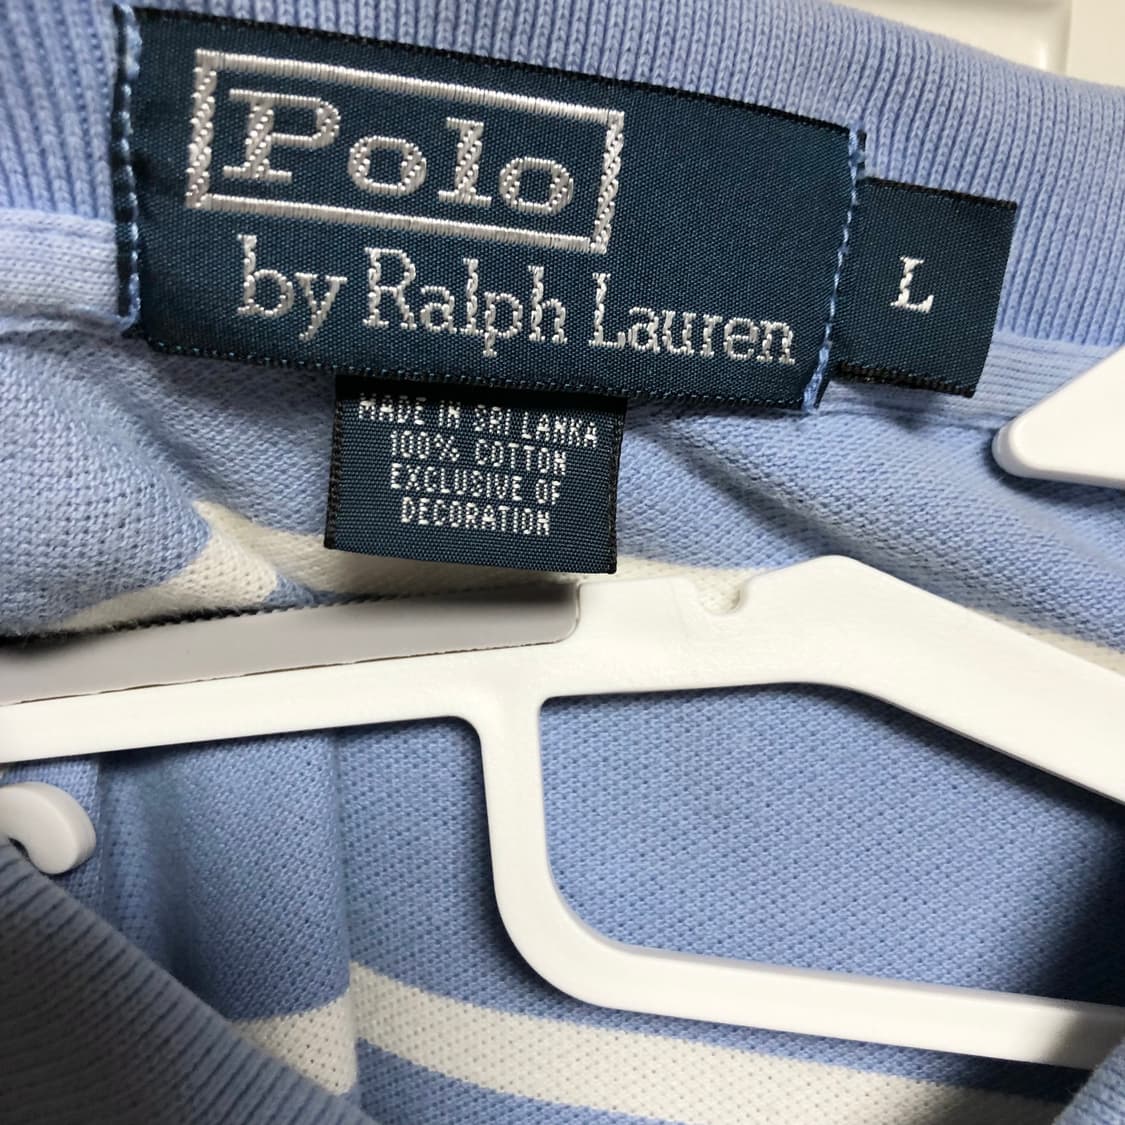 Polo
by Ralph Lauren
L
MADE IN SRI LANKA
100% COTTON
EXCLUSIVE OF
DECORATION